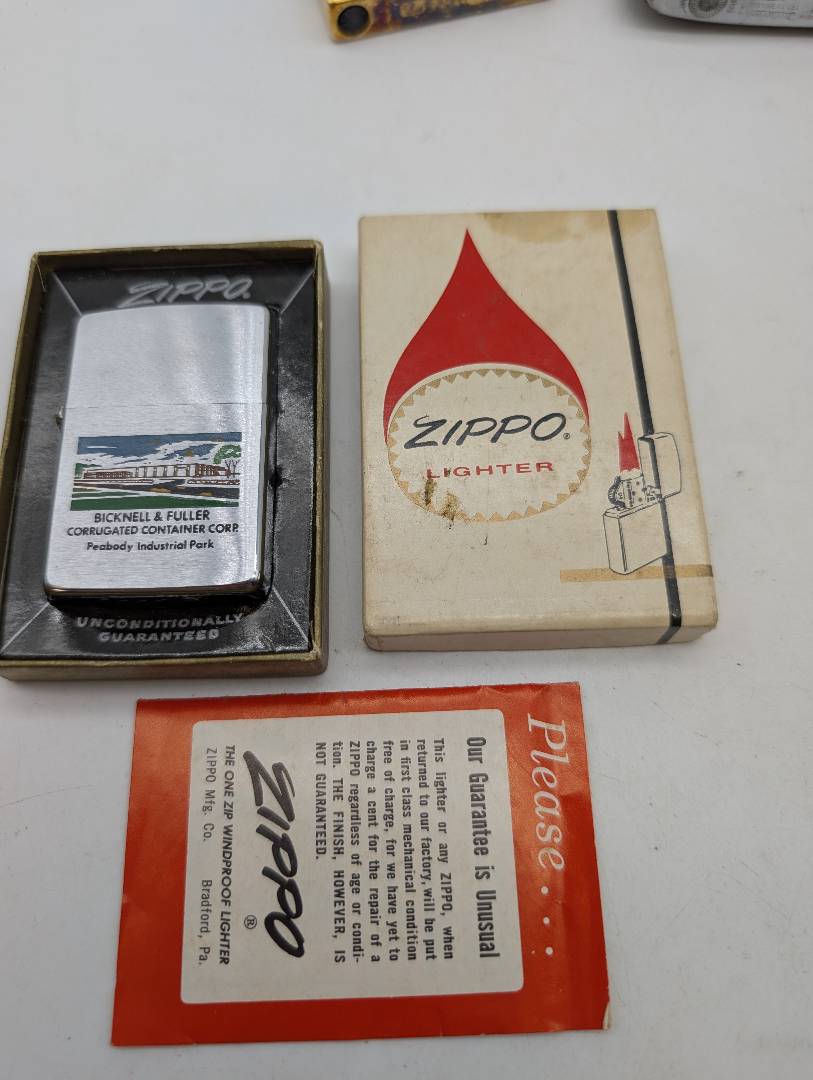 ZIPPO®
BICKNELL & FULLER
CORRUGATED CONTAINER CORP.
Peabody Industrial Park
UNCONDITIONALLY
GUARANTEED
ZIPPO®
LIGHTER
Please...
Our Guarantee is Unusual
This lighter or any ZIPPO, when
returned to our factory, will be put
in first class mechanical condition
free of charge, for we have yet to
charge a cent for the repair of a
ZIPPO regardless of age or condi-
tion. THE FINISH, HOWEVER, IS
NOT GUARANTEED.
ZIPPO®
THE ONE ZIP WINDPROOF LIGHTER
ZIPPO Mfg. Co. Bradford, Pa.